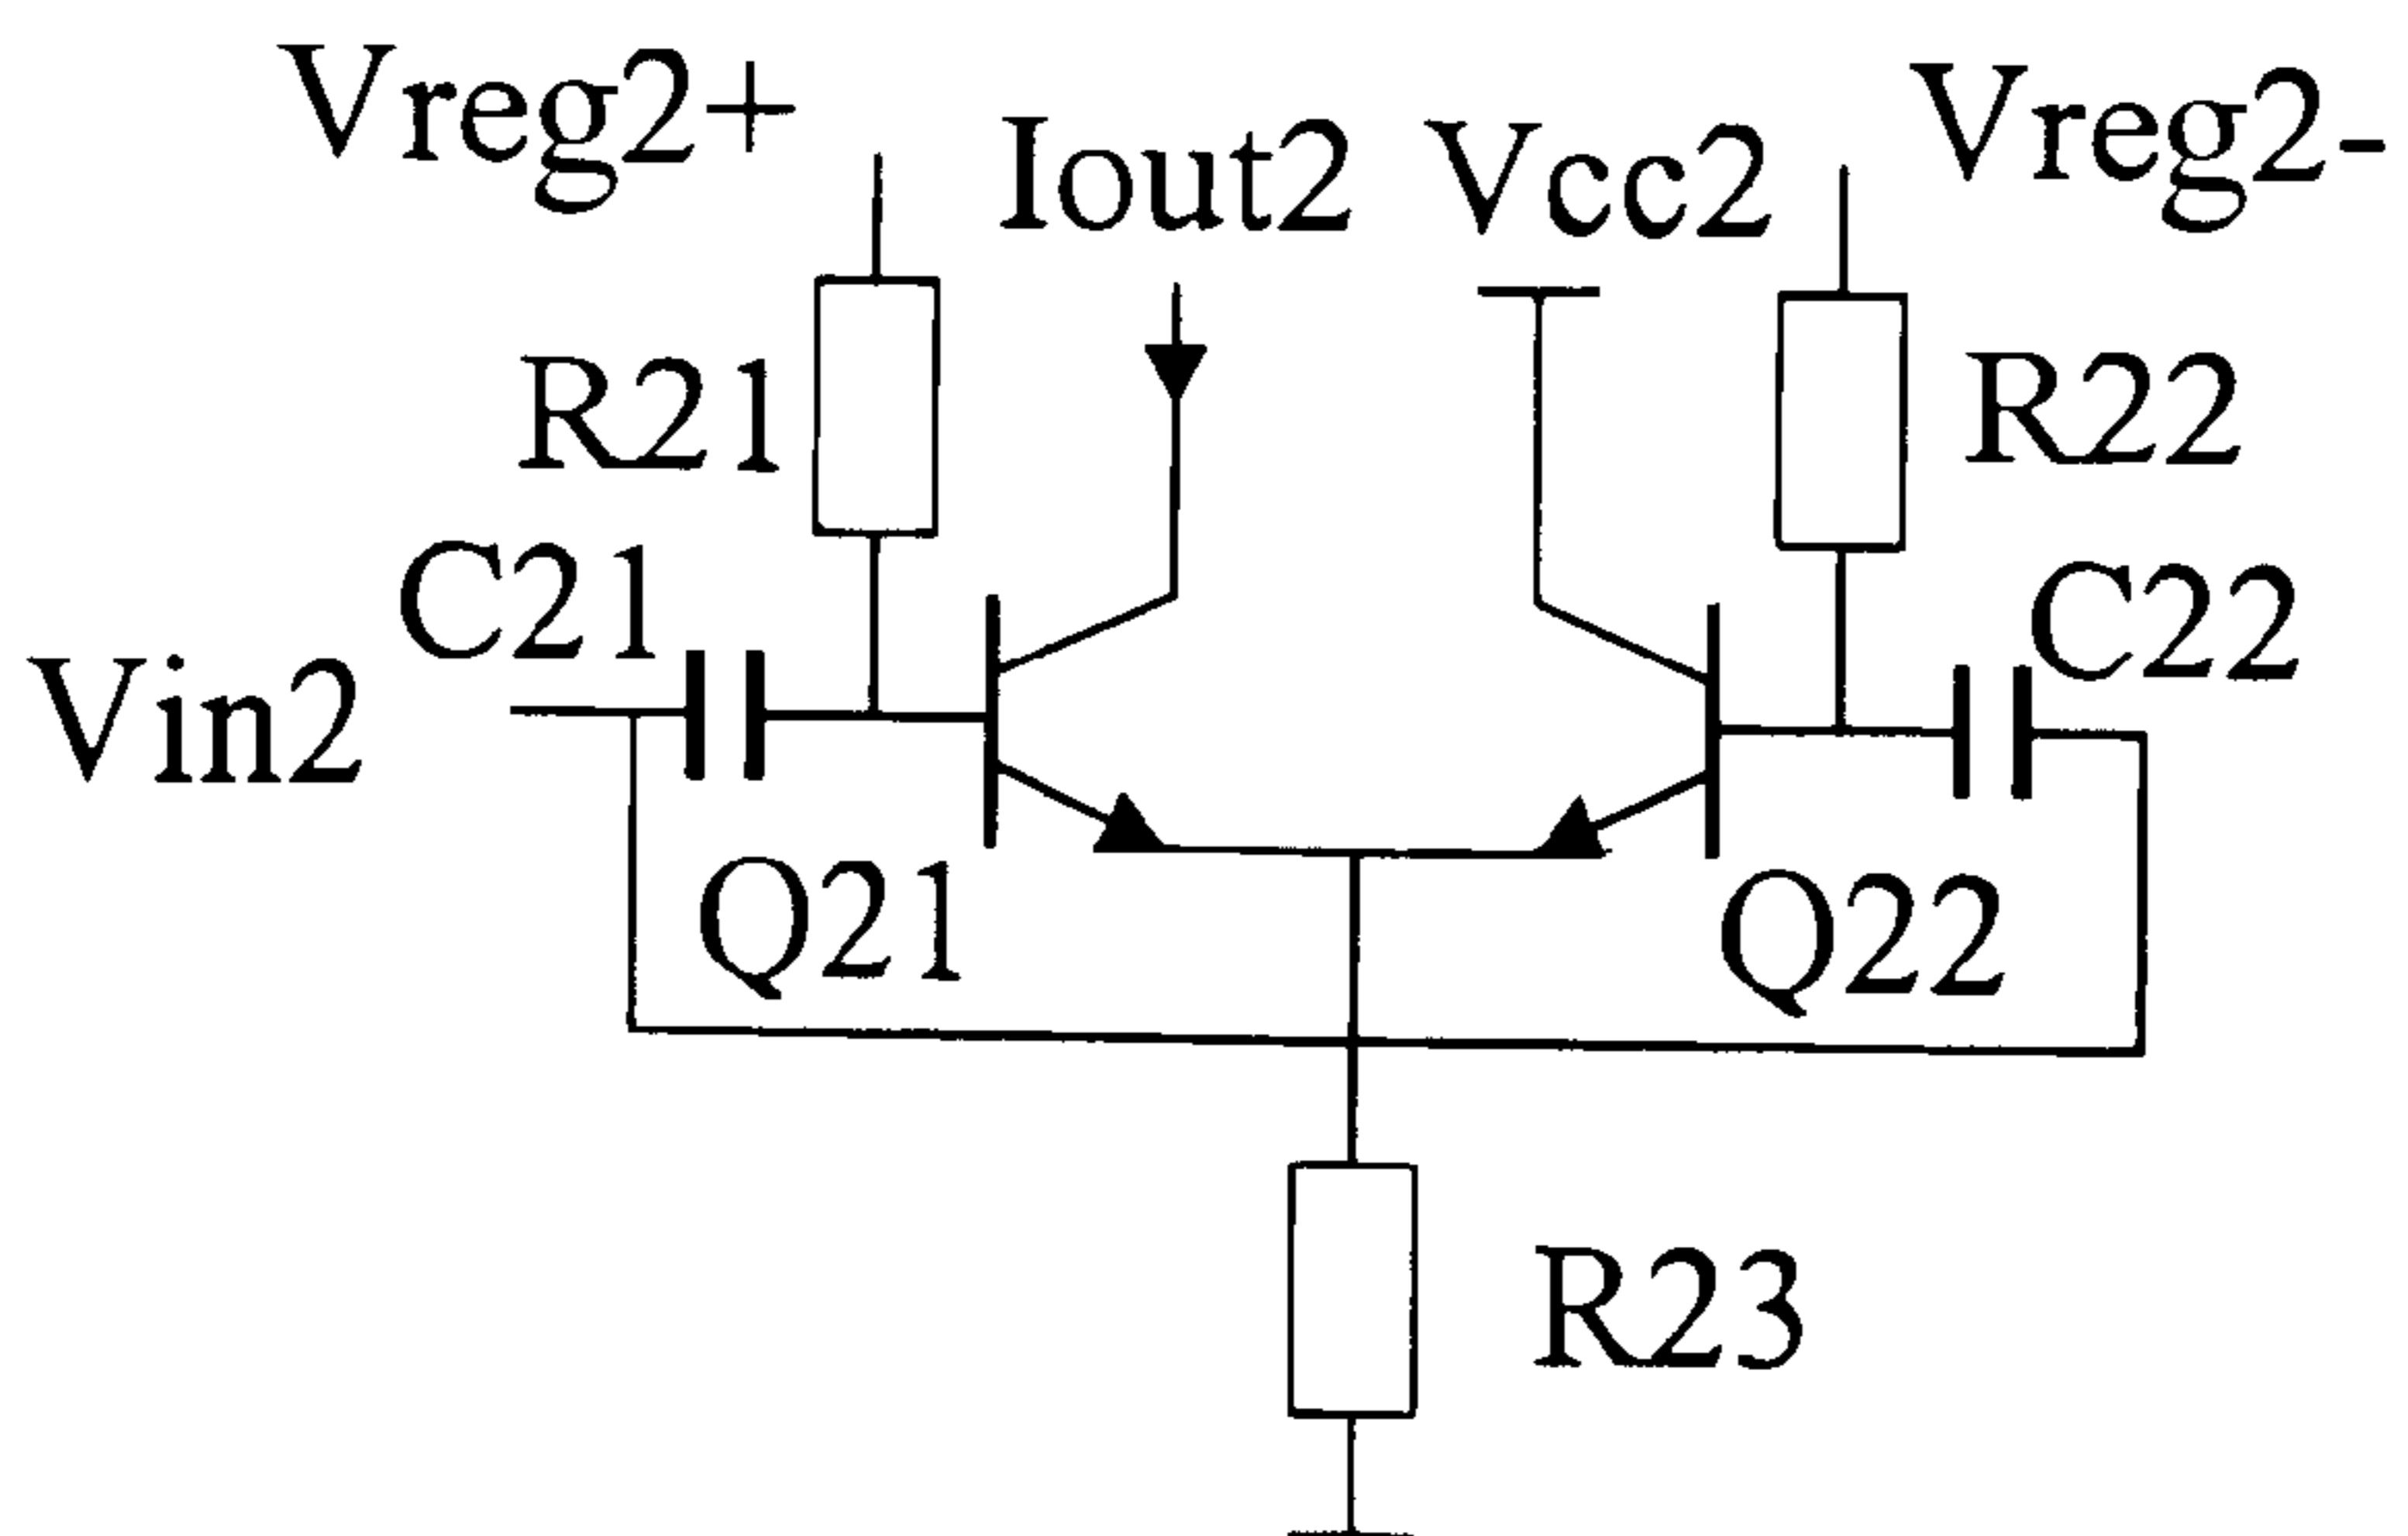 Vreg2+
Iout2
Vcc2
Vreg2-
R21
R22
C21
C22
Vin2
Q21
Q22
R23